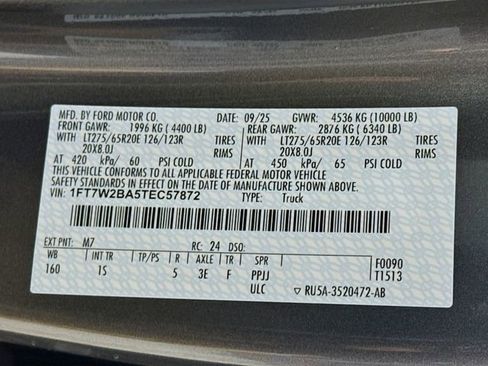 MFD. BY FORD MOTOR CO. 09/25 GVWR: 4536 KG (10000 LB)
FRONT GAWR: 1996 KG (4400 LB) REAR GAWR: 2876 KG (6340 LB)
WITH LT275/65R20E 126/123R TIRES WITH LT275/65R20E 126/123R TIRES
20X8.0J RIMS 20X8.0J RIMS
AT 420 kPa/ 60 PSI COLD AT 450 kPa/ 65 PSI COLD
THIS VEHICLE CONFORMS TO ALL APPLICABLE FEDERAL MOTOR VEHICLE
SAFETY STANDARDS IN EFFECT ON THE DATE OF MANUFACTURE SHOWN ABOVE.
VIN: 1FT7W2BA5TEC57872 TYPE: Truck
EXT PNT: M7 RC: 24 DSO:
WB TP/PS R AXLE TR SPR F0090
160 1S 5 3E F PPJJ T1513
ULC RU5A-3520472-AB